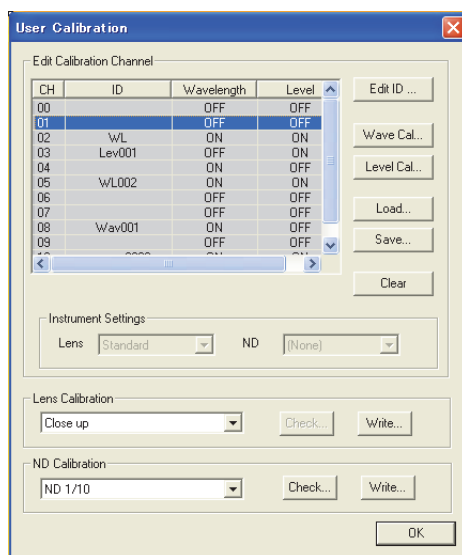 User Calibration
Edit Calibration Channel
CH ID Wavelength Level
00 OFF OFF
01 OFF OFF
02 WL ON ON
03 Lev001 ON ON
04 ON ON
05 WL002 ON ON
06 OFF OFF
07 OFF OFF
08 Wav001 ON OFF
09 OFF OFF
Edit ID ...
Wave Cal...
Level Cal...
Load...
Save...
Clear
Instrument Settings
Lens Standard ND (None)
Lens Calibration
Close up Check... Write...
ND Calibration
ND 1/10 Check... Write...
OK